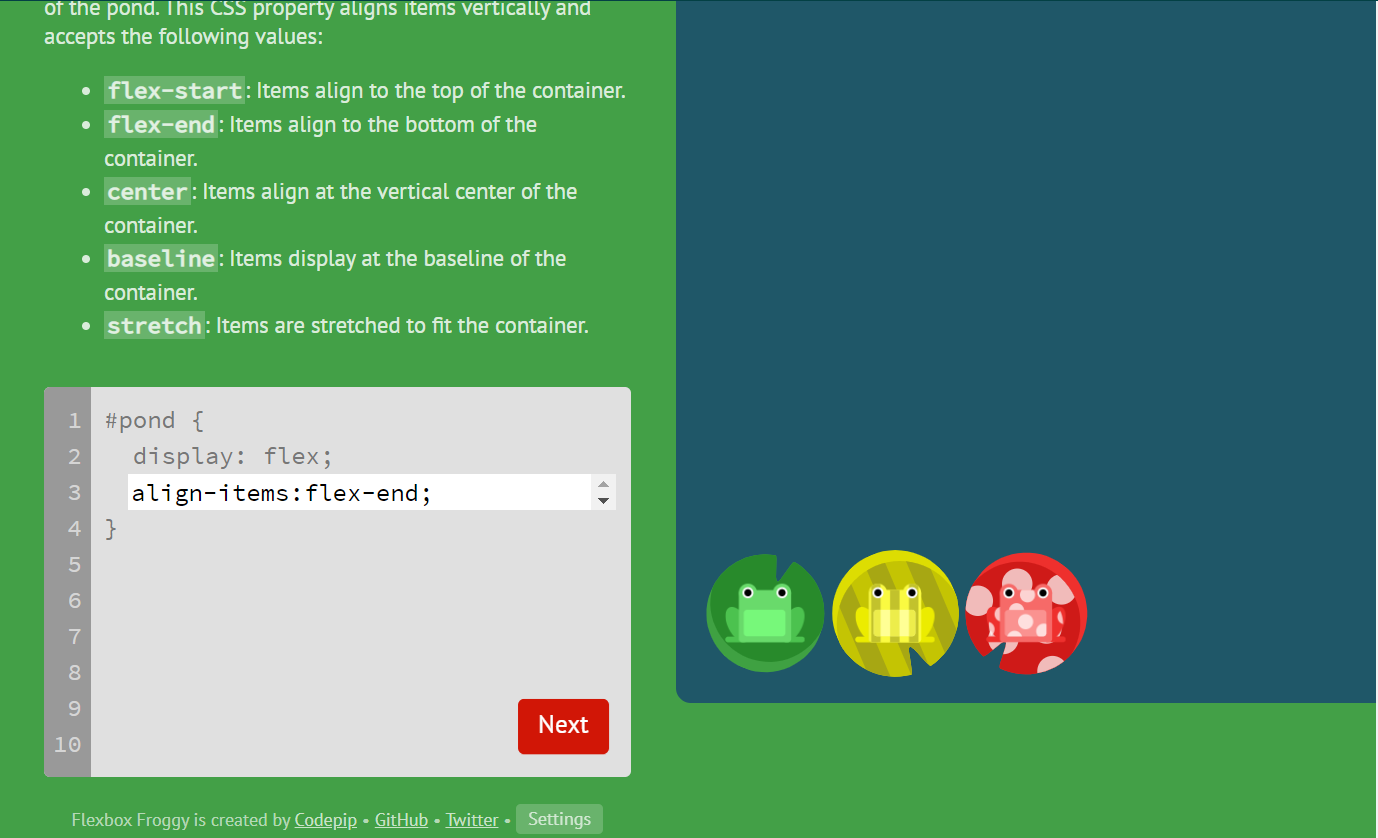 of the pond. This CSS property aligns items vertically and
accepts the following values:
flex-start: Items align to the top of the container.
flex-end: Items align to the bottom of the
container.
center: Items align at the vertical center of the
container.
baseline: Items display at the baseline of the
container.
stretch: Items are stretched to fit the container.
1 #pond {
2 display: flex;
3 align-items:flex-end;
4 }
5
6
7
8
9
10
Next
Flexbox Froggy is created by Codepip • GitHub • Twitter • Settings